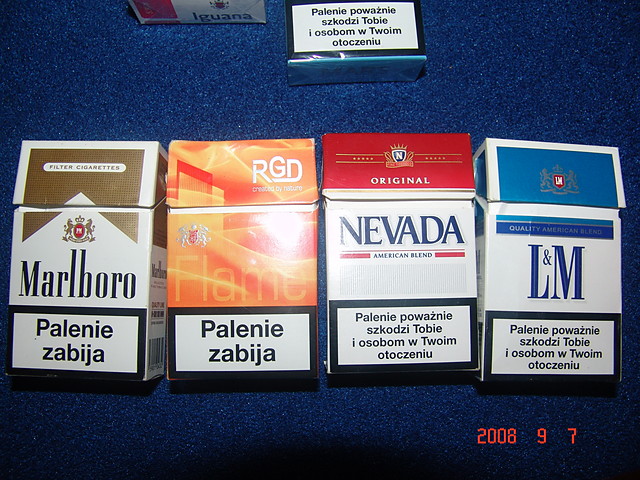 Iguana
Palenie poważnie
szkodzi Tobie
i osobom w Twoim
otoczeniu
FILTER CIGARETTES
PM
Marlboro
Palenie
zabija
RGD
created by Nature
Flame
Palenie
zabija
N
ORIGINAL
NEVADA
AMERICAN BLEND
Palenie poważnie
szkodzi Tobie
i osobom w Twoim
otoczeniu
LM
QUALITY AMERICAN BLEND
L&M
Palenie poważnie
szkodzi Tobie
i osobom w Twoim
otoczeniu
2008 9 7